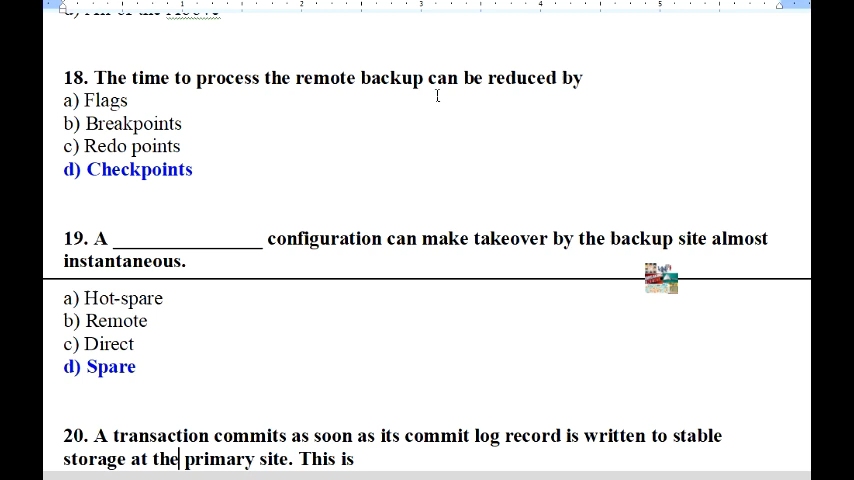 18. The time to process the remote backup can be reduced by
a) Flags
b) Breakpoints
c) Redo points
d) Checkpoints
19. A _______________ configuration can make takeover by the backup site almost
instantaneous.
a) Hot-spare
b) Remote
c) Direct
d) Spare
20. A transaction commits as soon as its commit log record is written to stable
storage at the primary site. This is